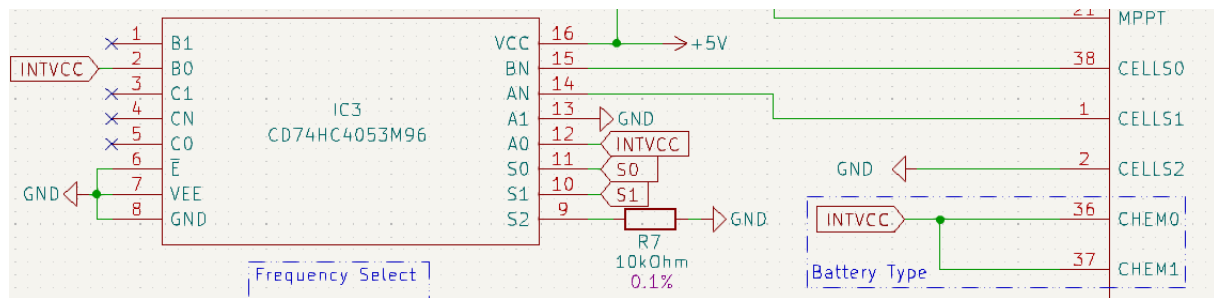 21 MPPT
1 B1 VCC 16 +5V
INTVCC 2 B0 BN 15 38 CELLS0
3 C1 AN 14
IC3
4 CN A1 13 GND 1 CELLS1
CD74HC4053M96
5 C0 A0 12 INTVCC
6 E̅ S0 11 S0 GND 2 CELLS2
GND 7 VEE S1 10 S1
8 GND S2 9 GND INTVCC 36 CHEM0
R7
10kOhm
0.1%
37 CHEM1
Battery Type
Frequency Select